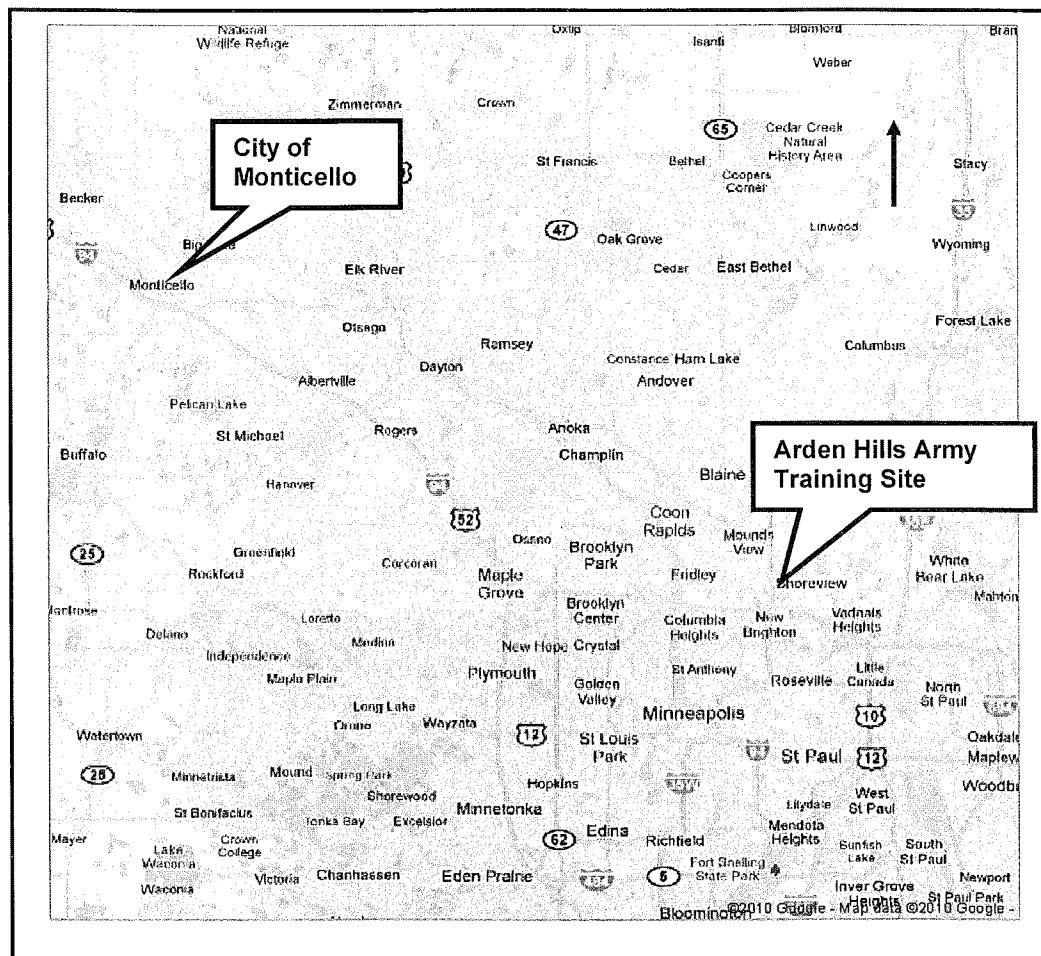 National
Wildlife Refuge
Oxlip
Isanti
Blomford
Bran
Weber
Zimmerman
Crown
City of
Monticello
65
Cedar Creek
Natural
History Area
St Francis
Bethel
Coopers
Corner
Stacy
Becker
47
Oak Grove
Linwood
Wyoming
Elk River
Cedar
East Bethel
Monticello
Otsego
Ramsey
Forest Lake
Columbus
Constance
Ham Lake
Andover
Dayton
Albertville
Pelican Lake
St Michael
Rogers
Anoka
Champlin
Buffalo
Hanover
Blaine
Arden Hills Army
Training Site
52
Coon
Rapids
Mounds
View
25
Greenfield
Rockford
Corcoran
Osseo
Brooklyn
Park
Maple
Grove
Fridley
Shoreview
White
Bear Lake
Brooklyn
Center
Columbia
Heights
New
Brighton
Vadnais
Heights
Delano
Loretto
Medina
Independence
Maple Plain
New Hope
Crystal
Plymouth
Golden
Valley
St Anthony
Roseville
Little
Canada
North
St Paul
Long Lake
Orono
Wayzata
Minneapolis
10
Watertown
12
St Louis
Park
St Paul
12
Oakdale
Maplew
Woodbu
Minnetrista
Mound
Spring Park
Hopkins
Shorewood
St Bonifacius
Tonka Bay
Excelsior
Minnetonka
Lilydale
West
St Paul
Mayer
Crown
College
62
Edina
Richfield
Mendota
Heights
Sunfish
Lake
South
St Paul
Lake
Waconia
Waconia
Victoria
Chanhassen
Eden Prairie
5
Fort Snelling
State Park
Newport
Inver Grove
Heights
St Paul Park
Bloomington
©2010 Google - Map data ©2010 Google -